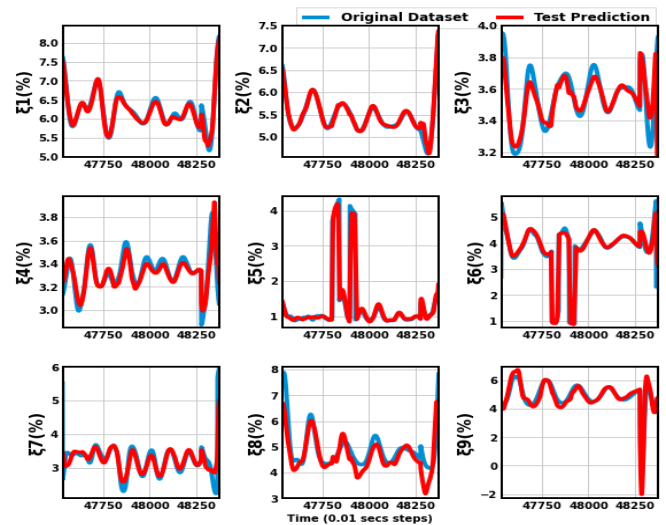 Original Dataset Test Prediction
ξ1(%)
8.0
7.5
7.0
6.5
6.0
5.5
5.0
47750 48000 48250
ξ2(%)
7.5
7.0
6.5
6.0
5.5
5.0
47750 48000 48250
ξ3(%)
4.0
3.8
3.6
3.4
3.2
47750 48000 48250
ξ4(%)
3.8
3.6
3.4
3.2
3.0
47750 48000 48250
ξ5(%)
4
3
2
1
47750 48000 48250
ξ6(%)
5
4
3
2
1
47750 48000 48250
ξ7(%)
6
5
4
3
47750 48000 48250
ξ8(%)
8
7
6
5
4
3
47750 48000 48250
ξ9(%)
6
4
2
0
−2
47750 48000 48250
Time (0.01 secs steps)